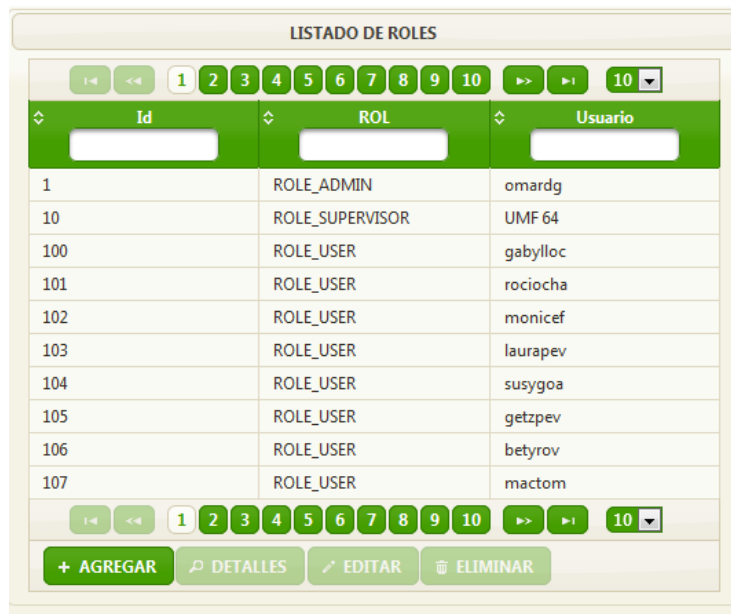 LISTADO DE ROLES
1 2 3 4 5 6 7 8 9 10 10
Id ROL Usuario
1 ROLE_ADMIN omardg
10 ROLE_SUPERVISOR UMF 64
100 ROLE_USER gabylloc
101 ROLE_USER rociocha
102 ROLE_USER monicef
103 ROLE_USER laurapev
104 ROLE_USER susygoa
105 ROLE_USER getzpev
106 ROLE_USER betyrov
107 ROLE_USER mactom
1 2 3 4 5 6 7 8 9 10 10
+ AGREGAR DETALLES EDITAR ELIMINAR